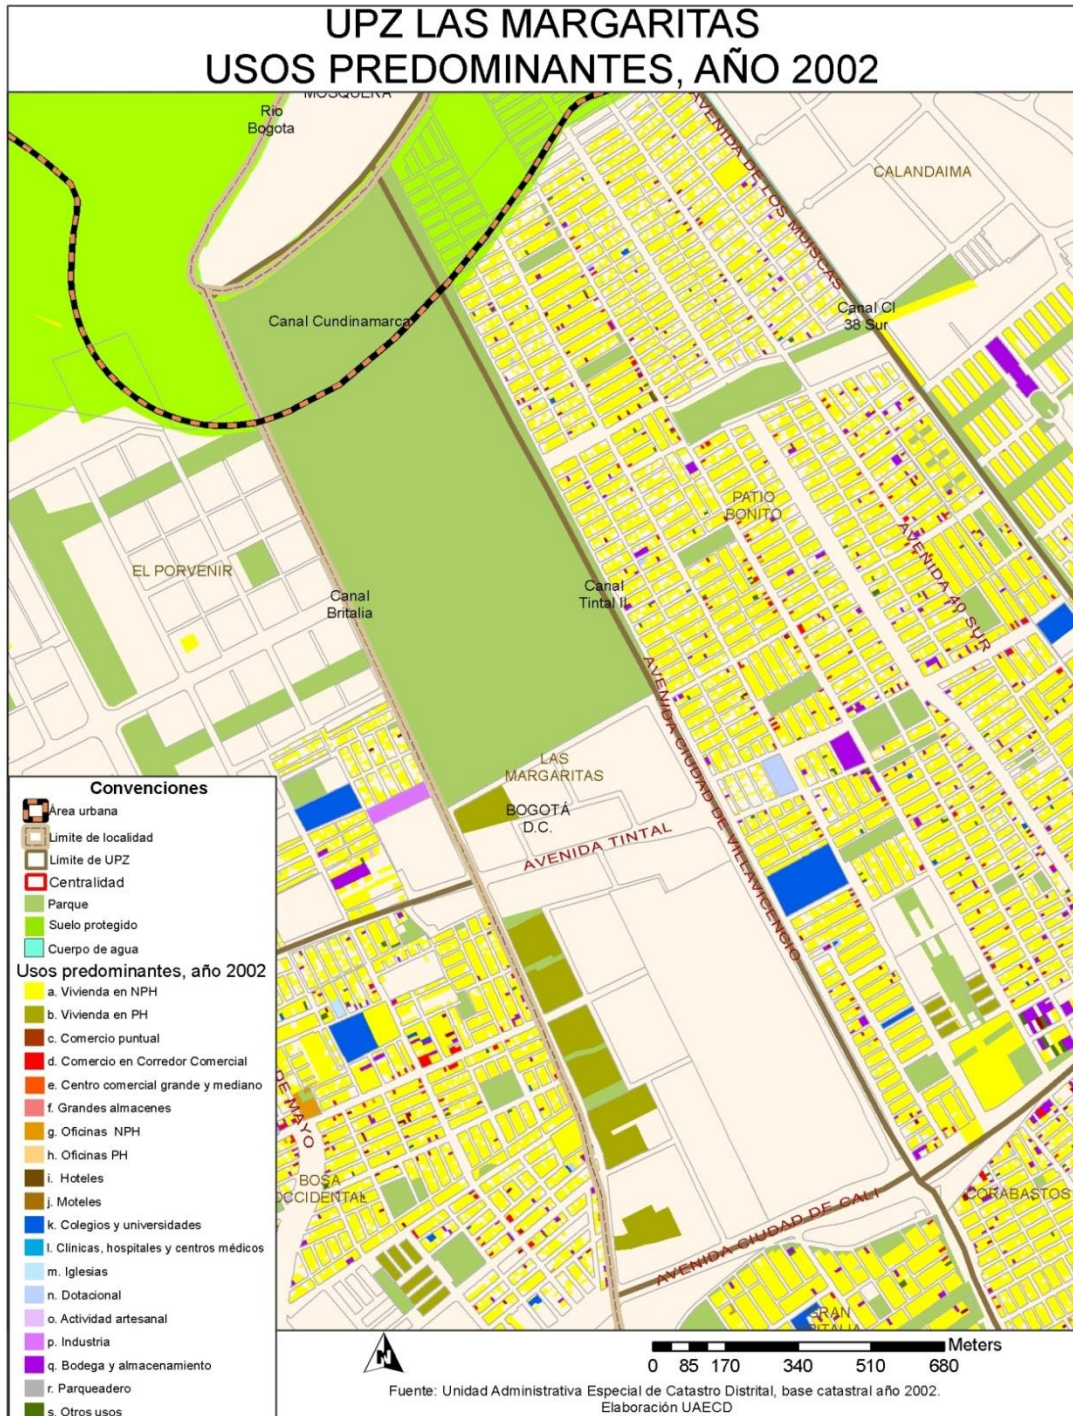 UPZ LAS MARGARITAS
USOS PREDOMINANTES, AÑO 2002
MOSQUERA
Rio
Bogota
AVENIDA DE LOS MUISCAS
CALANDAIMA
Canal Cundinamarca
Canal Cl
38 Sur
PATIO
BONITO
AVENIDA 40 SUR
EL PORVENIR
Canal
Britalia
Canal
Tintal II
AVENIDA CIUDAD DE VILLAVICENCIO
LAS
MARGARITAS
BOGOTÁ
D.C.
AVENIDA TINTAL
DE MAYO
BOSA
OCCIDENTAL
CORABASTOS
AVENIDA CIUDAD DE CALI
GRAN
Convenciones
Área urbana
Limite de localidad
Límite de UPZ
Centralidad
Parque
Suelo protegido
Cuerpo de agua
Usos predominantes, año 2002
a. Vivienda en NPH
b. Vivienda en PH
c. Comercio puntual
d. Comercio en Corredor Comercial
e. Centro comercial grande y mediano
f. Grandes almacenes
g. Oficinas NPH
h. Oficinas PH
i. Hoteles
j. Moteles
k. Colegios y universidades
l. Clínicas, hospitales y centros médicos
m. Iglesias
n. Dotacional
o. Actividad artesanal
p. Industria
q. Bodega y almacenamiento
r. Parqueadero
s. Otros usos
N
Meters
0 85 170 340 510 680
Fuente: Unidad Administrativa Especial de Catastro Distrital, base catastral año 2002.
Elaboración UAECD